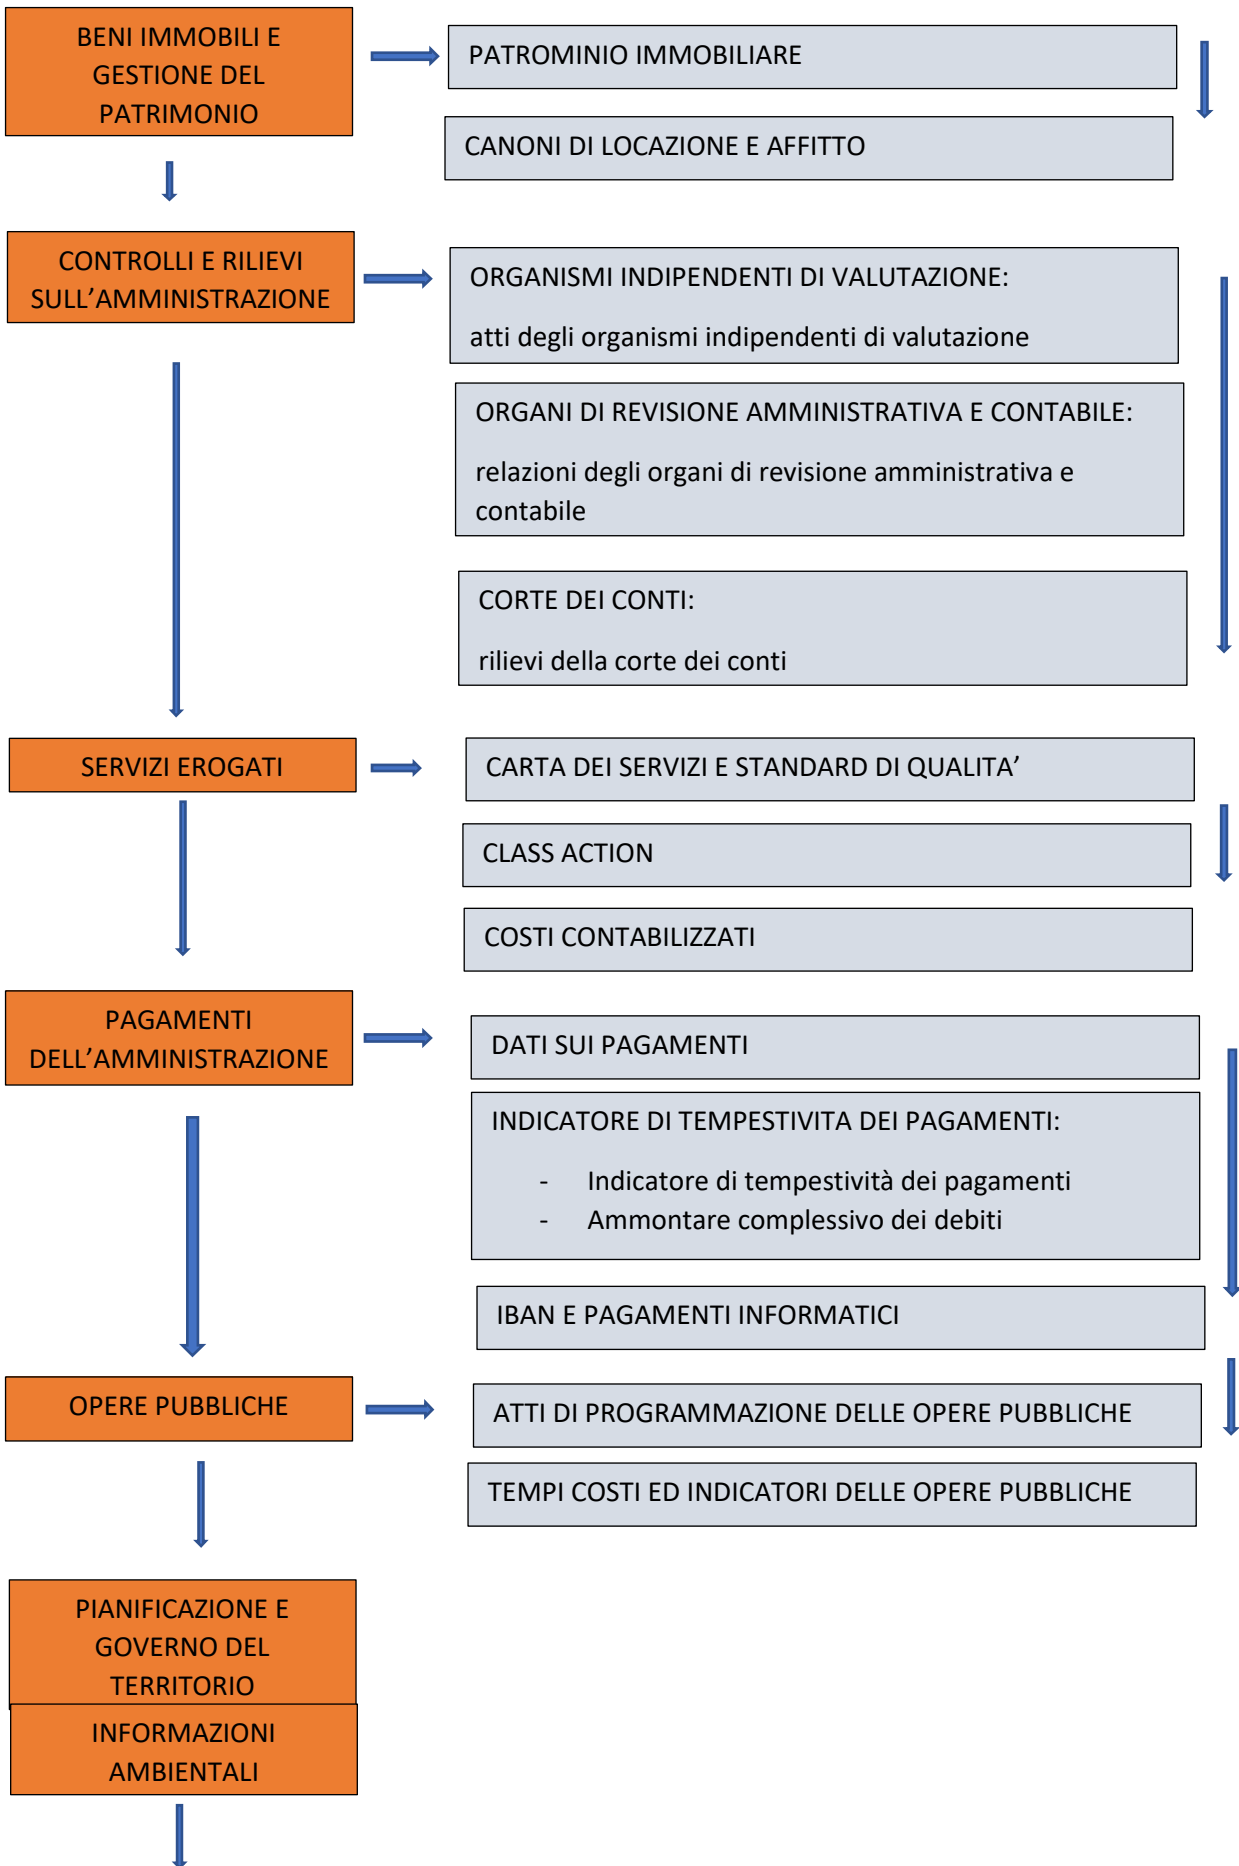 BENI IMMOBILI E
GESTIONE DEL
PATRIMONIO
PATROMINIO IMMOBILIARE
CANONI DI LOCAZIONE E AFFITTO
CONTROLLI E RILIEVI
SULL’AMMINISTRAZIONE
ORGANISMI INDIPENDENTI DI VALUTAZIONE:
atti degli organismi indipendenti di valutazione
ORGANI DI REVISIONE AMMINISTRATIVA E CONTABILE:
relazioni degli organi di revisione amministrativa e
contabile
CORTE DEI CONTI:
rilievi della corte dei conti
SERVIZI EROGATI
CARTA DEI SERVIZI E STANDARD DI QUALITA’
CLASS ACTION
COSTI CONTABILIZZATI
PAGAMENTI
DELL’AMMINISTRAZIONE
DATI SUI PAGAMENTI
INDICATORE DI TEMPESTIVITA DEI PAGAMENTI:
- Indicatore di tempestività dei pagamenti
- Ammontare complessivo dei debiti
IBAN E PAGAMENTI INFORMATICI
OPERE PUBBLICHE
ATTI DI PROGRAMMAZIONE DELLE OPERE PUBBLICHE
TEMPI COSTI ED INDICATORI DELLE OPERE PUBBLICHE
PIANIFICAZIONE E
GOVERNO DEL
TERRITORIO
INFORMAZIONI
AMBIENTALI